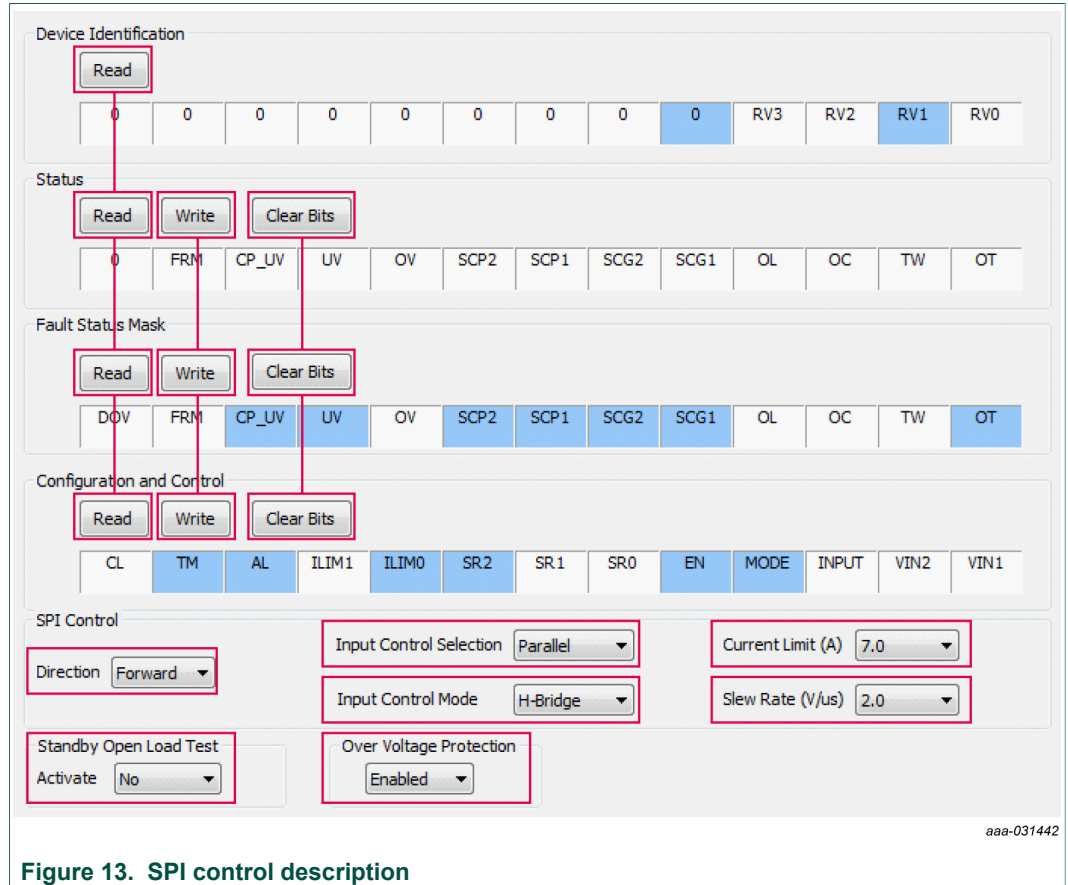 Device Identification
Read
0 0 0 0 0 0 0 0 0 RV3 RV2 RV1 RV0
Status
Read Write Clear Bits
0 FRM CP_UV UV OV SCP2 SCP1 SCG2 SCG1 OL OC TW OT
Fault Status Mask
Read Write Clear Bits
DOV FRM CP_UV UV OV SCP2 SCP1 SCG2 SCG1 OL OC TW OT
Configuration and Control
Read Write Clear Bits
CL TM AL ILIM1 ILIM0 SR2 SR1 SR0 EN MODE INPUT VIN2 VIN1
SPI Control
Input Control Selection Parallel Current Limit (A) 7.0
Direction Forward
Input Control Mode H-Bridge Slew Rate (V/us) 2.0
Standby Open Load Test Over Voltage Protection
Activate No Enabled
aaa-031442
Figure 13. SPI control description